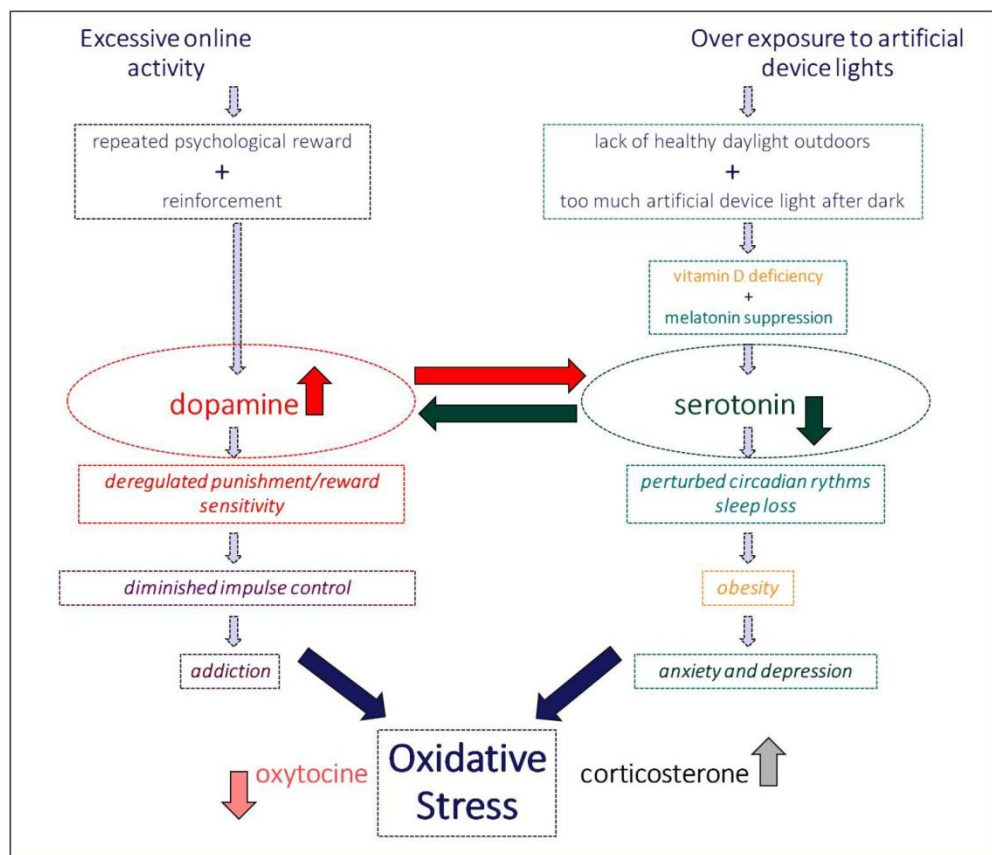 Excessive online
activity
repeated psychological reward
+
reinforcement
dopamine
deregulated punishment/reward
sensitivity
diminished impulse control
addiction
Over exposure to artificial
device lights
lack of healthy daylight outdoors
+
too much artificial device light after dark
vitamin D deficiency
+
melatonin suppression
serotonin
perturbed circadian rythms
sleep loss
obesity
anxiety and depression
oxytocine
Oxidative
Stress
corticosterone